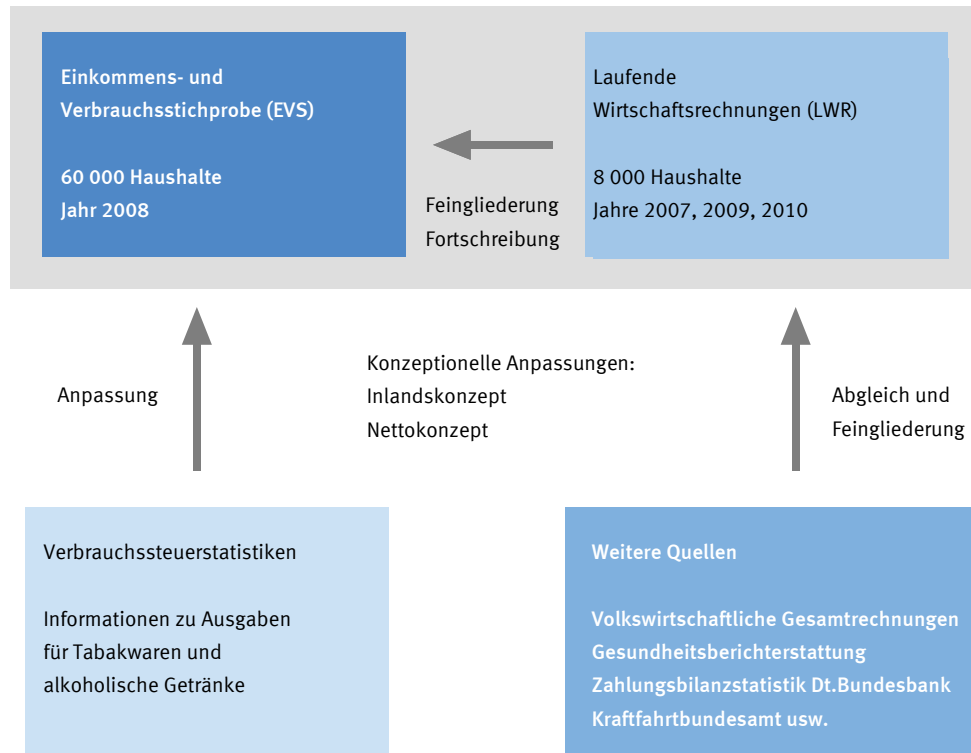 Einkommens- und
Verbrauchsstichprobe (EVS)
60 000 Haushalte
Jahr 2008
Laufende
Wirtschaftsrechnungen (LWR)
8 000 Haushalte
Jahre 2007, 2009, 2010
Feingliederung
Fortschreibung
Anpassung
Konzeptionelle Anpassungen:
Inlandskonzept
Nettokonzept
Abgleich und
Feingliederung
Verbrauchssteuerstatistiken
Informationen zu Ausgaben
für Tabakwaren und
alkoholische Getränke
Weitere Quellen
Volkswirtschaftliche Gesamtrechnungen
Gesundheitsberichterstattung
Zahlungsbilanzstatistik Dt.Bundesbank
Kraftfahrtbundesamt usw.